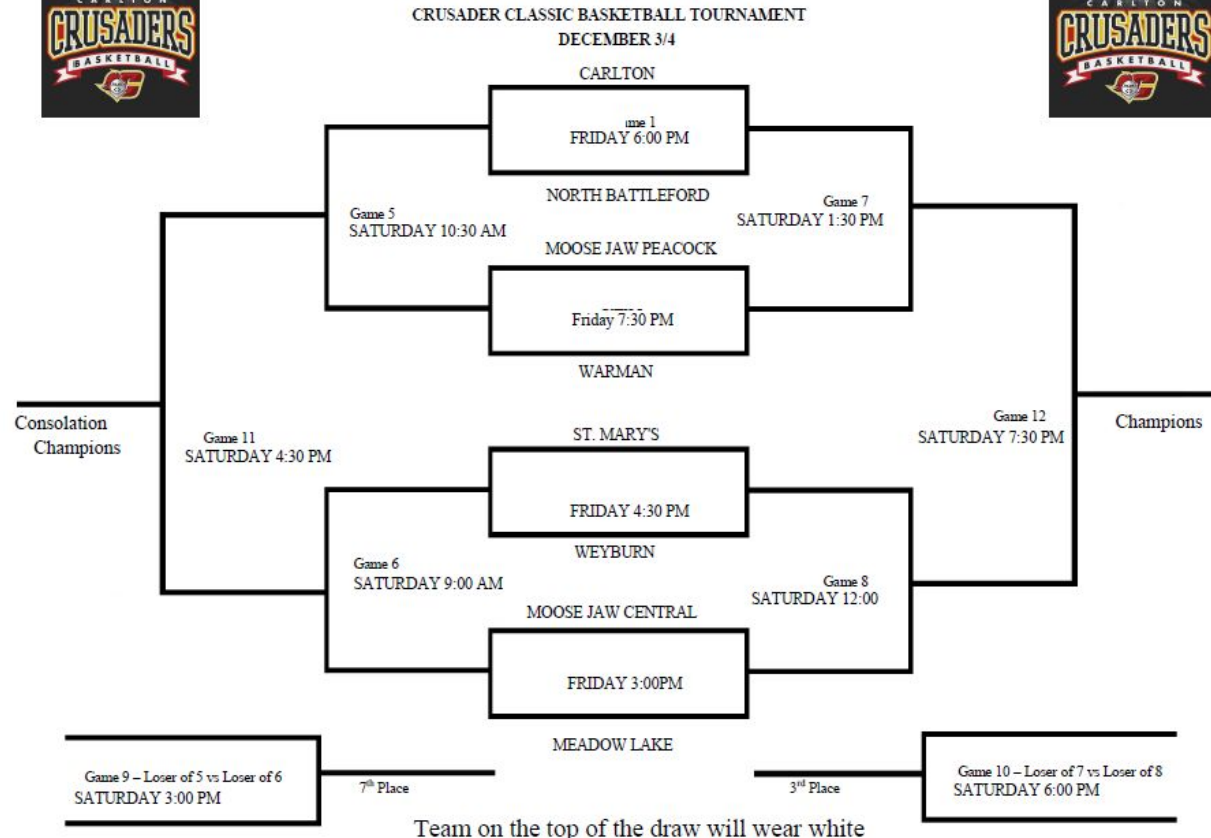 CARLTON
CRUSADERS
BASKETBALL
CRUSADER CLASSIC BASKETBALL TOURNAMENT
DECEMBER 3/4
CARLTON
CRUSADERS
BASKETBALL
CARLTON
1
FRIDAY 6:00 PM
NORTH BATTLEFORD
Game 5
SATURDAY 10:30 AM
Game 7
SATURDAY 1:30 PM
MOOSE JAW PEACOCK
Friday 7:30 PM
WARMAN
Consolation
Champions
Game 11
SATURDAY 4:30 PM
ST. MARY'S
Game 12
SATURDAY 7:30 PM
Champions
FRIDAY 4:30 PM
WEYBURN
Game 6
SATURDAY 9:00 AM
Game 8
SATURDAY 12:00
MOOSE JAW CENTRAL
FRIDAY 3:00PM
MEADOW LAKE
Game 9 – Loser of 5 vs Loser of 6
SATURDAY 3:00 PM
7th Place
3rd Place
Game 10 – Loser of 7 vs Loser of 8
SATURDAY 6:00 PM
Team on the top of the draw will wear white